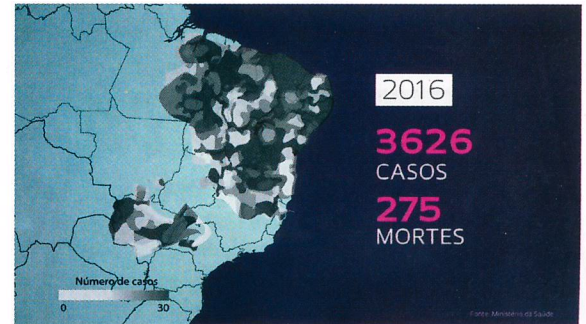 2016
3626
CASOS
275
MORTES
Número de casos
0 30
Fonte: Ministério da Saúde